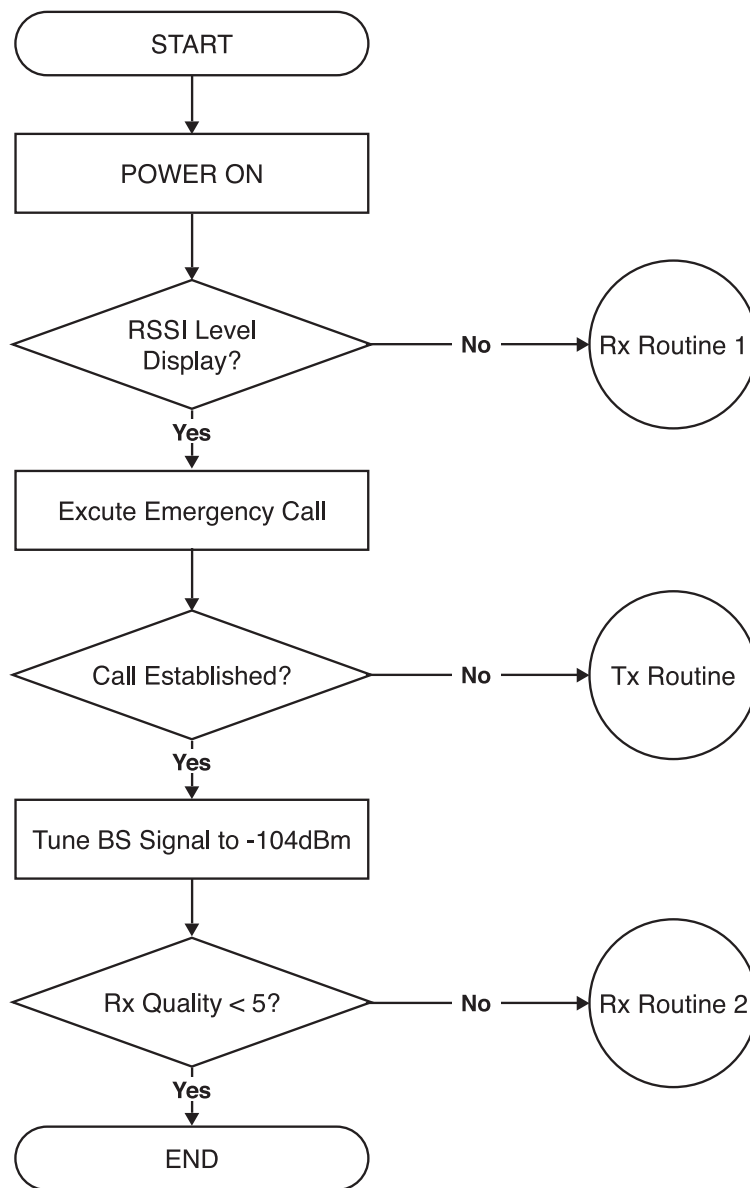 START
POWER ON
RSSI Level
Display?
No
Rx Routine 1
Yes
Excute Emergency Call
Call Established?
No
Tx Routine
Yes
Tune BS Signal to -104dBm
Rx Quality < 5?
No
Rx Routine 2
Yes
END